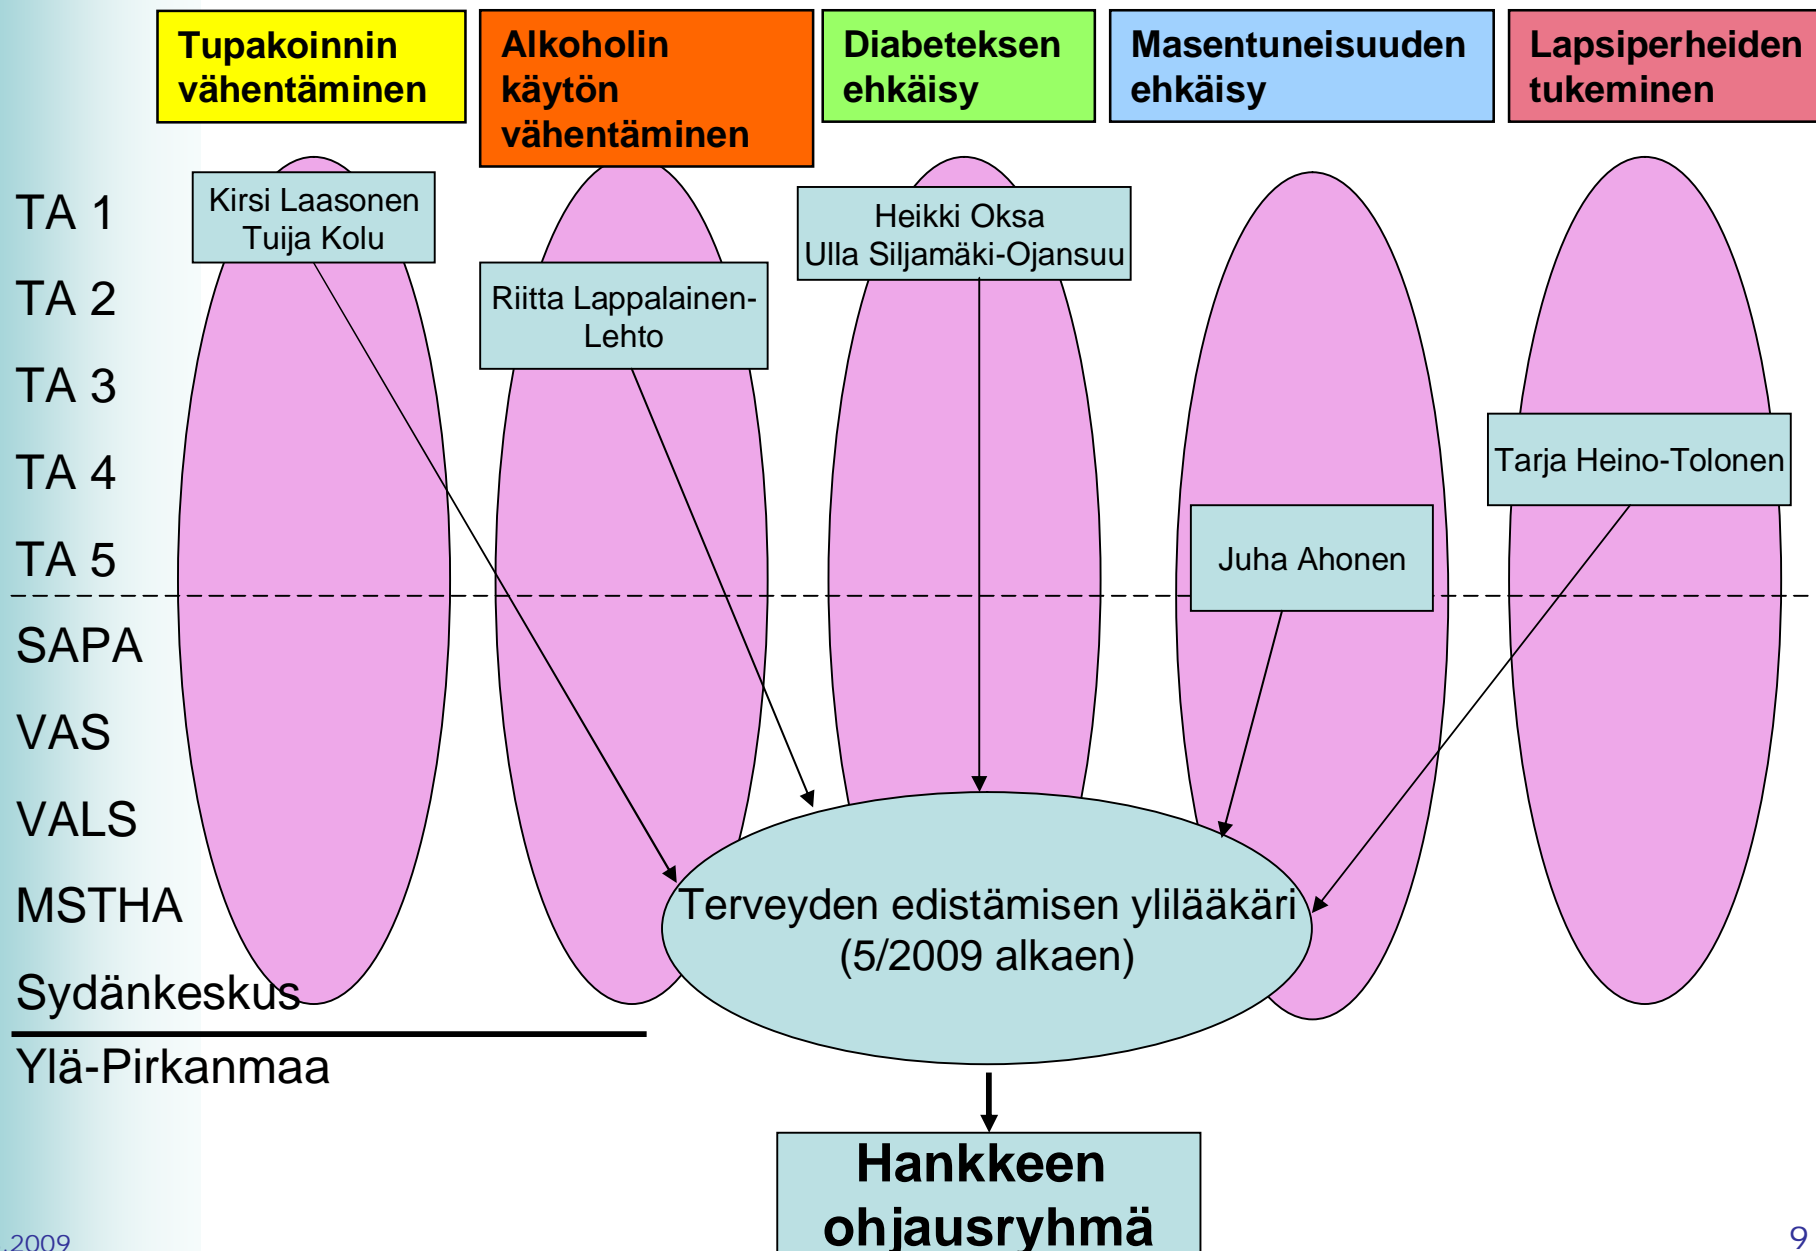 Tupakoinnin
vähentäminen
Alkoholin
käytön
vähentäminen
Diabeteksen
ehkäisy
Masentuneisuuden
ehkäisy
Lapsiperheiden
tukeminen
TA 1
TA 2
TA 3
TA 4
TA 5
SAPA
VAS
VALS
MSTHA
Sydänkeskus
Ylä-Pirkanmaa
Kirsi Laasonen
Tuija Kolu
Riitta Lappalainen-
Lehto
Heikki Oksa
Ulla Siljamäki-Ojansuu
Juha Ahonen
Tarja Heino-Tolonen
Terveyden edistämisen ylilääkäri
(5/2009 alkaen)
Hankkeen
ohjausryhmä
.2009
9